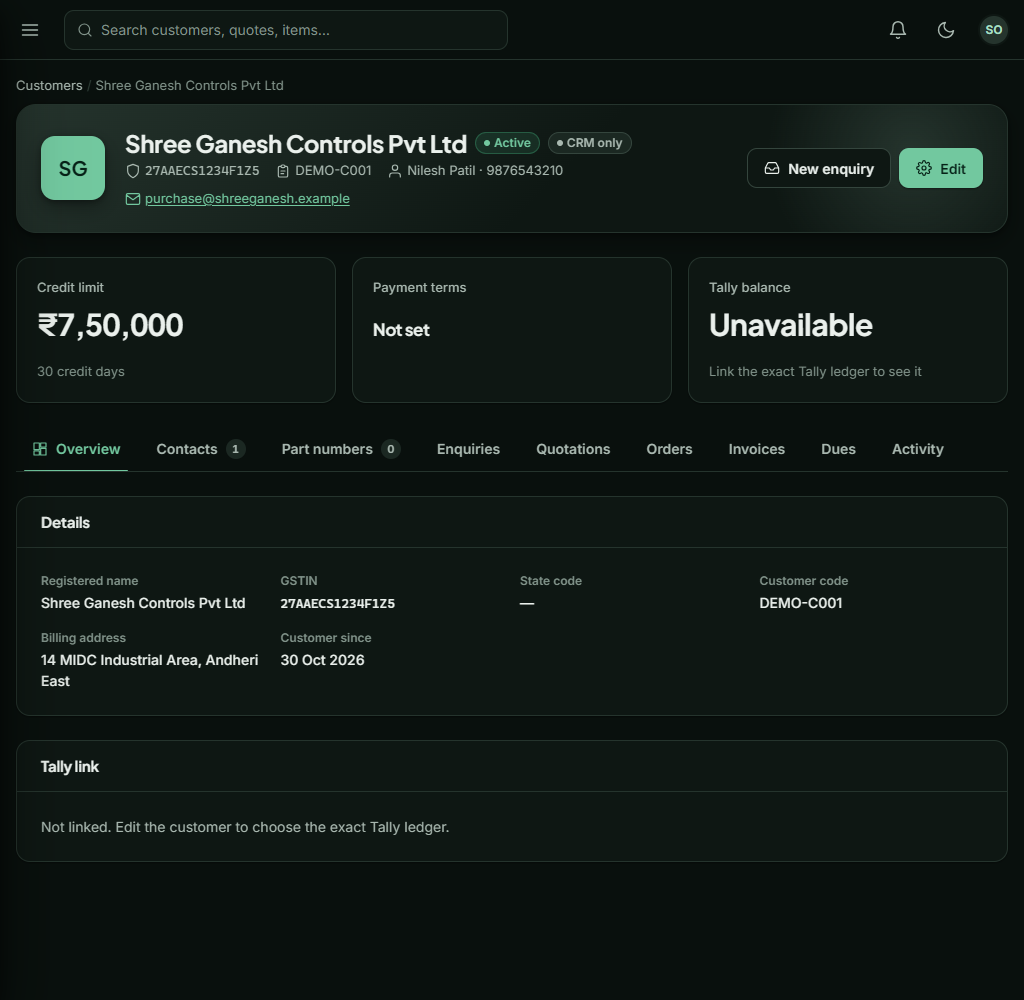 Search customers, quotes, items...
SO
Customers / Shree Ganesh Controls Pvt Ltd
SG
Shree Ganesh Controls Pvt Ltd
Active
CRM only
27AAECS1234F1Z5
DEMO-C001
Nilesh Patil · 9876543210
purchase@shreeganesh.example
New enquiry
Edit
Credit limit
₹7,50,000
30 credit days
Payment terms
Not set
Tally balance
Unavailable
Link the exact Tally ledger to see it
Overview
Contacts 1
Part numbers 0
Enquiries
Quotations
Orders
Invoices
Dues
Activity
Details
Registered name
Shree Ganesh Controls Pvt Ltd
GSTIN
27AAECS1234F1Z5
State code
—
Customer code
DEMO-C001
Billing address
14 MIDC Industrial Area, Andheri
East
Customer since
30 Oct 2026
Tally link
Not linked. Edit the customer to choose the exact Tally ledger.